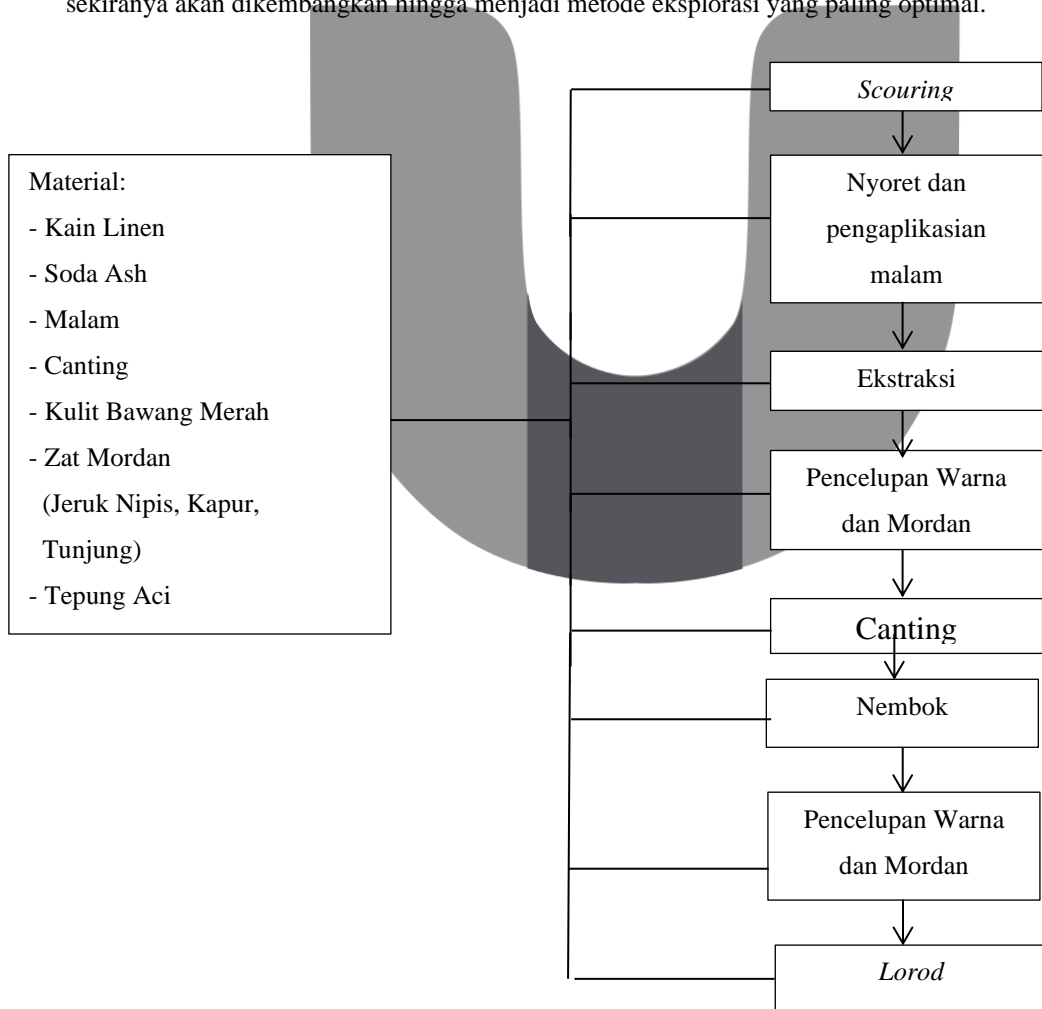 sekiranya akan dikembangkan hingga menjadi metode eksplorasi yang paling optimal.
Material:
- Kain Linen
- Soda Ash
- Malam
- Canting
- Kulit Bawang Merah
- Zat Mordan
(Jeruk Nipis, Kapur,
Tunjung)
- Tepung Aci
Scouring
Nyoret dan
pengaplikasian
malam
Ekstraksi
Pencelupan Warna
dan Mordan
Canting
Nembok
Pencelupan Warna
dan Mordan
Lorod